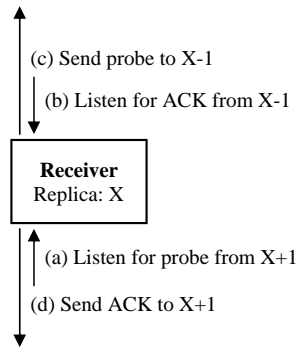 (c) Send probe to X-1
(b) Listen for ACK from X-1
Receiver
Replica: X
(a) Listen for probe from X+1
(d) Send ACK to X+1